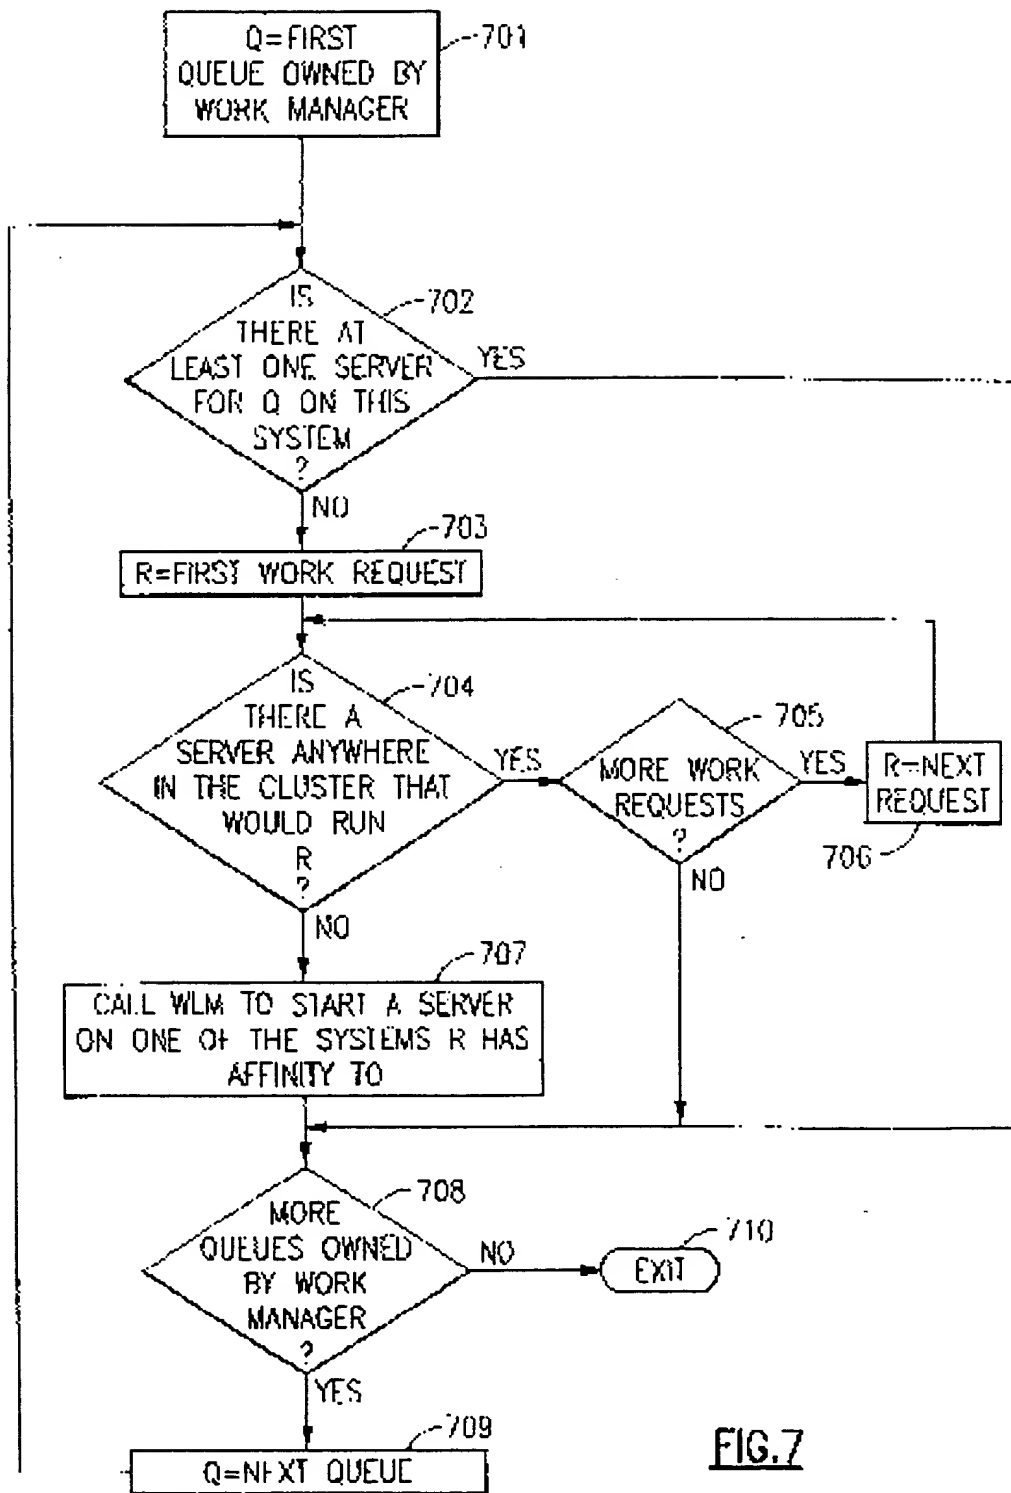 Q=FIRST
QUEUE OWNED BY
WORK MANAGER
701
IS
THERE AT
LEAST ONE SERVER
FOR Q ON THIS
SYSTEM
?
702
YES
NO
703
R=FIRST WORK REQUEST
IS
THERE A
SERVER ANYWHERE
IN THE CLUSTER THAT
WOULD RUN
R
?
704
YES
NO
705
MORE WORK
REQUESTS
?
YES
NO
R=NEXT
REQUEST
706
707
CALL WLM TO START A SERVER
ON ONE OF THE SYSTEMS R HAS
AFFINITY TO
MORE
QUEUES OWNED
BY WORK
MANAGER
?
708
NO
710
EXIT
YES
709
Q=NEXT QUEUE
FIG.7